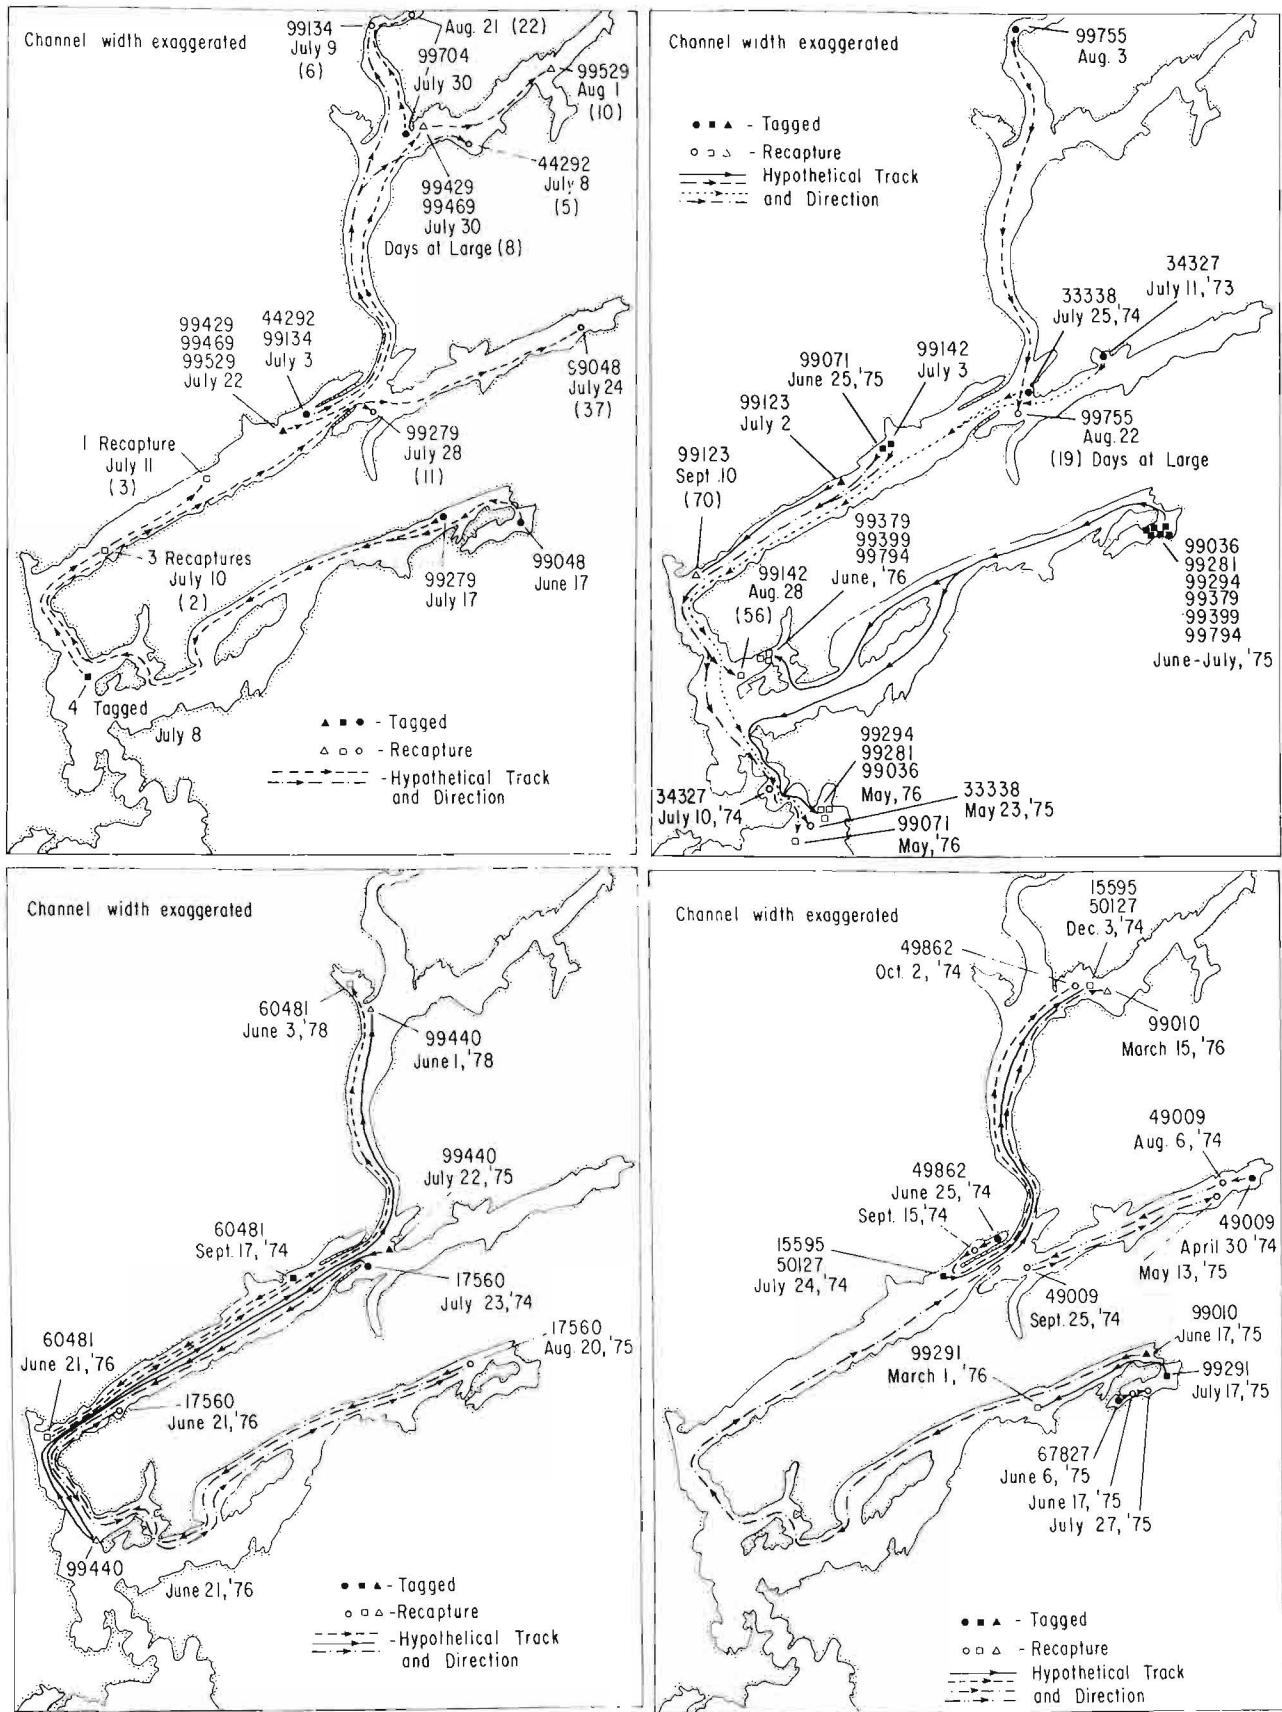 Channel width exaggerated
99134
July 9
(6)
Aug. 21 (22)
99704
July 30
99529
Aug 1
(10)
44292
July 8
(5)
99429
99469
July 30
Days at Large (8)
99429
99469
99529
July 22
44292
99134
July 3
S9048
July 24
(37)
99279
July 28
(11)
1 Recapture
July 11
(3)
3 Recaptures
July 10
(2)
99279
July 17
99048
June 17
4 Tagged
July 8
- Tagged
- Recapture
- Hypothetical Track
and Direction
Channel width exaggerated
99755
Aug. 3
- Tagged
- Recapture
Hypothetical Track
and Direction
34327
July 11, '73
33338
July 25, '74
99142
July 3
99071
June 25, '75
99123
July 2
99123
Sept. 10
(70)
99755
Aug. 22
(19) Days at Large
99379
99399
99794
June, '76
99142
Aug. 28
(56)
99036
99281
99294
99379
99399
99794
June-July, '75
99294
99281
99036
May, '76
34327
July 10, '74
33338
May 23, '75
99071
May, '76
Channel width exaggerated
60481
June 3, '78
99440
June 1, '78
99440
July 22, '75
60481
Sept. 17, '74
17560
July 23, '74
17560
Aug. 20, '75
60481
June 21, '76
17560
June 21, '76
99440
June 21, '76
- Tagged
- Recapture
- Hypothelical Track
and Direction
Channel width exaggerated
15595
50127
Dec. 3, '74
49862
Oct. 2, '74
99010
March 15, '76
49009
Aug. 6, '74
49862
June 25, '74
Sept. 15, '74
15595
50127
July 24, '74
49009
April 30 '74
May 13, '75
49009
Sept. 25, '74
99010
June 17, '75
99291
March 1, '76
99291
July 17, '75
67827
June 6, '75
June 17, '75
July 27, '75
- Tagged
- Recapture
Hypothetical Track
and Direction